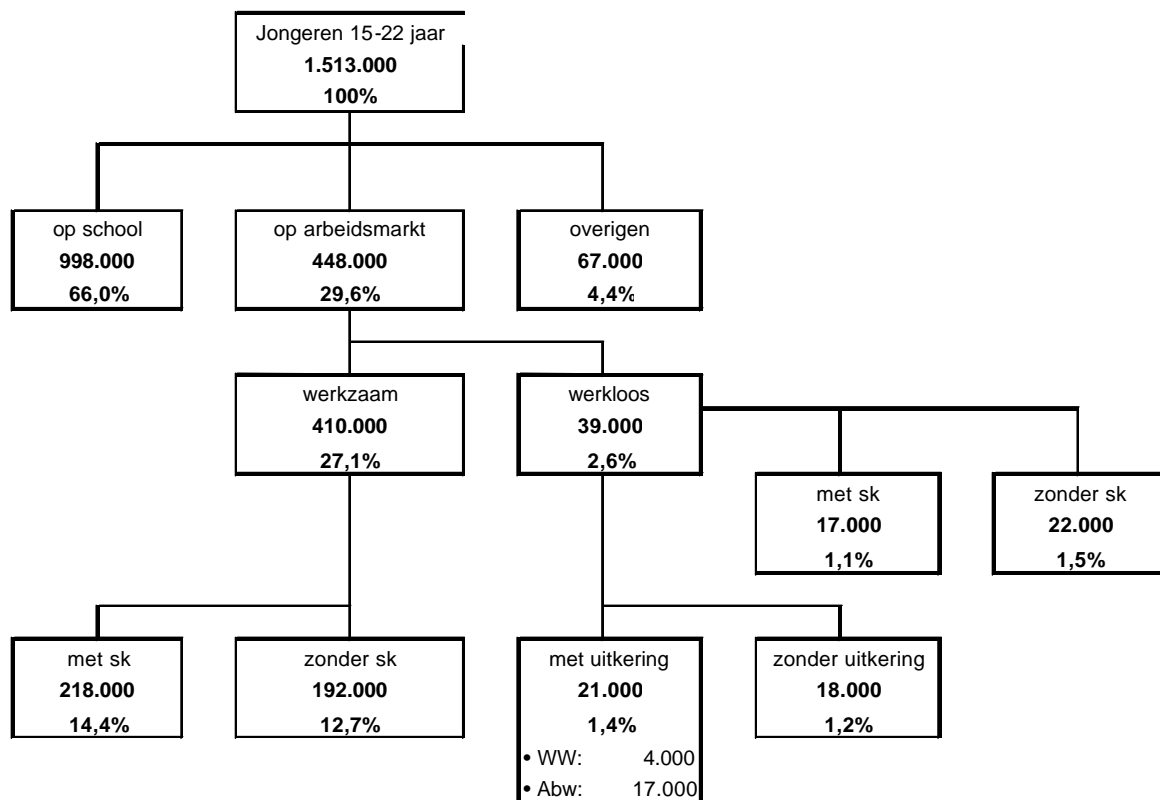 Jongeren 15-22 jaar
1.513.000
100%
op school
998.000
66,0%
op arbeidsmarkt
448.000
29,6%
overigen
67.000
4,4%
werkzaam
410.000
27,1%
werkloos
39.000
2,6%
met sk
17.000
1,1%
zonder sk
22.000
1,5%
met sk
218.000
14,4%
zonder sk
192.000
12,7%
met uitkering
21.000
1,4%
• WW: 4.000
• Abw: 17.000
zonder uitkering
18.000
1,2%